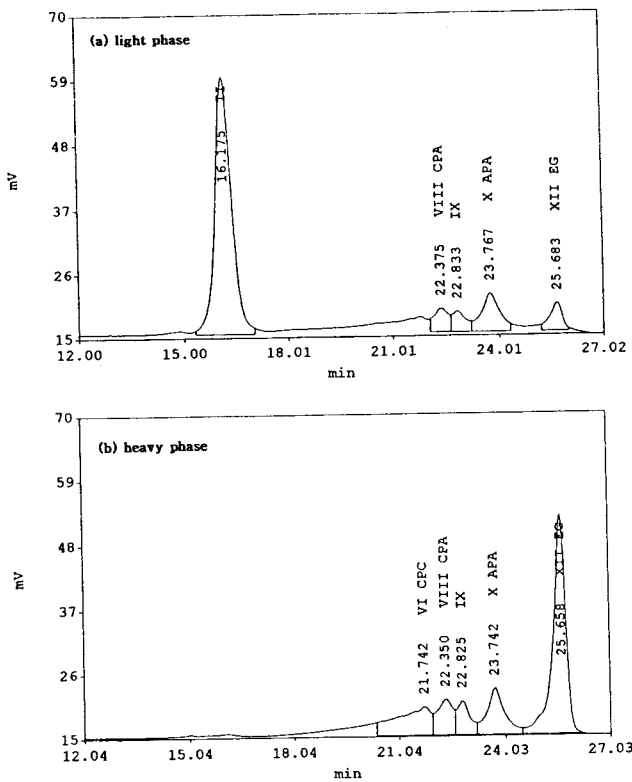 70
(a) light phase
59
48
37
26
15
mV
16.175 II
22.375 VIII CPA
22.833 IX
23.767 X APA
25.683 XII EG
12.00 15.00 18.01 21.01 24.01 27.02
min
70
(b) heavy phase
59
48
37
26
15
mV
21.742 VI CPC
22.350 VIII CPA
22.825 IX
23.742 X APA
25.658 XII EG
12.04 15.04 18.04 21.04 24.03 27.03
min